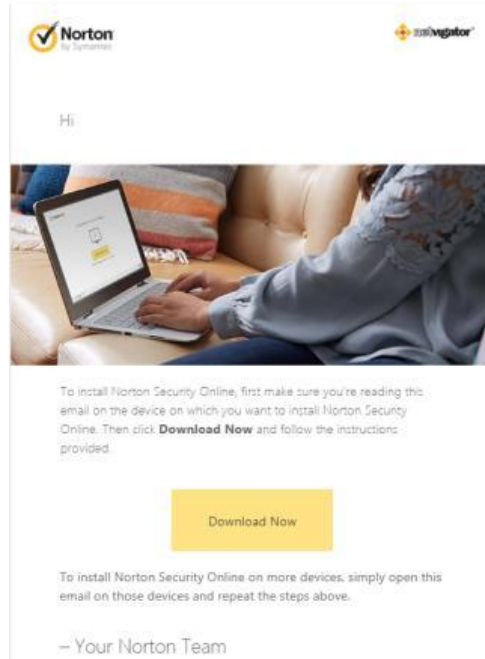 Norton
by Symantec
netvigator
Hi
To install Norton Security Online, first make sure you're reading this
email on the device on which you want to install Norton Security
Online. Then click Download Now and follow the instructions
provided.
Download Now
To install Norton Security Online on more devices, simply open this
email on those devices and repeat the steps above.
– Your Norton Team